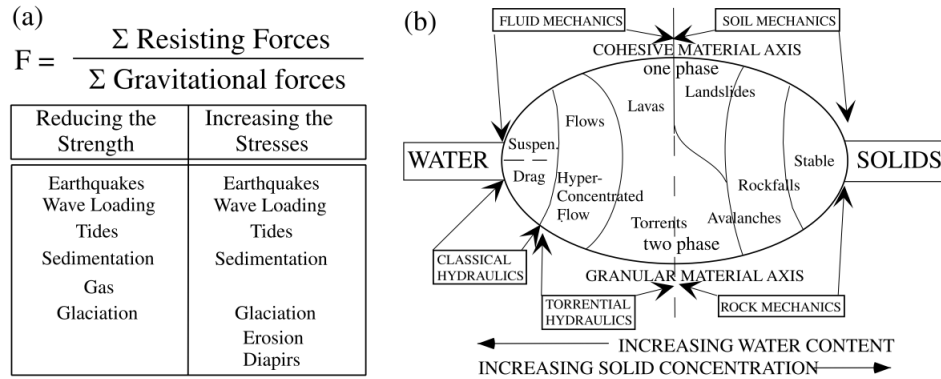 (a)
F = Σ Resisting Forces
Σ Gravitational forces
Reducing the Strength
Increasing the Stresses
Earthquakes
Wave Loading
Tides
Sedimentation
Gas
Glaciation
Earthquakes
Wave Loading
Tides
Sedimentation
Glaciation
Erosion
Diapirs
(b)
FLUID MECHANICS
SOIL MECHANICS
COHESIVE MATERIAL AXIS
one phase
Landslides
Lavas
Flows
Suspen.
Drag
WATER
Stable
SOLIDS
Hyper-
Concentrated
Flow
Rockfalls
Torrents
Avalanches
two phase
CLASSICAL
HYDRAULICS
GRANULAR MATERIAL AXIS
TORRENTIAL
HYDRAULICS
ROCK MECHANICS
INCREASING WATER CONTENT
INCREASING SOLID CONCENTRATION